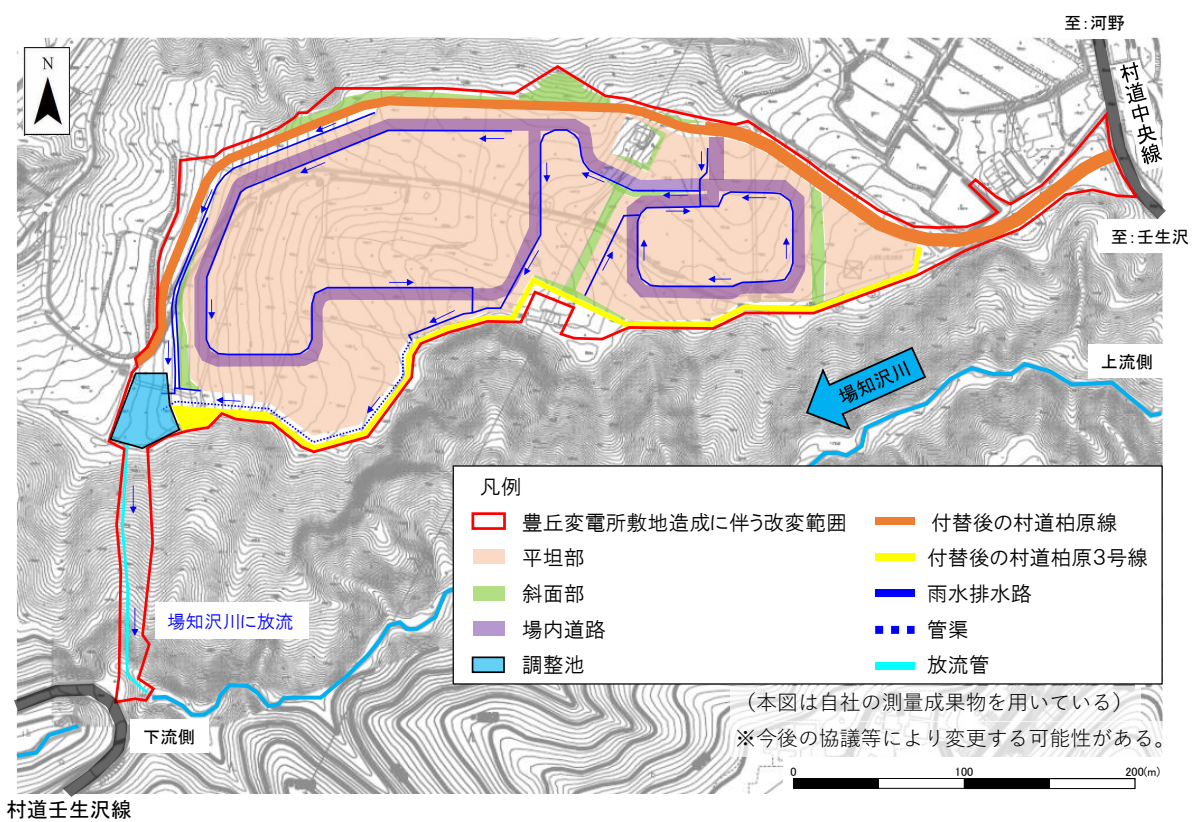 至:河野
N
村道中央線
至:壬生沢
上流側
場知沢川
凡例
豊丘変電所敷地造成に伴う改変範囲
平坦部
斜面部
場内道路
調整池
付替後の村道柏原線
付替後の村道柏原3号線
雨水排水路
管渠
放流管
場知沢川に放流
(本図は自社の測量成果物を用いている)
※今後の協議等により変更する可能性がある。
下流側
0 100 200(m)
村道壬生沢線